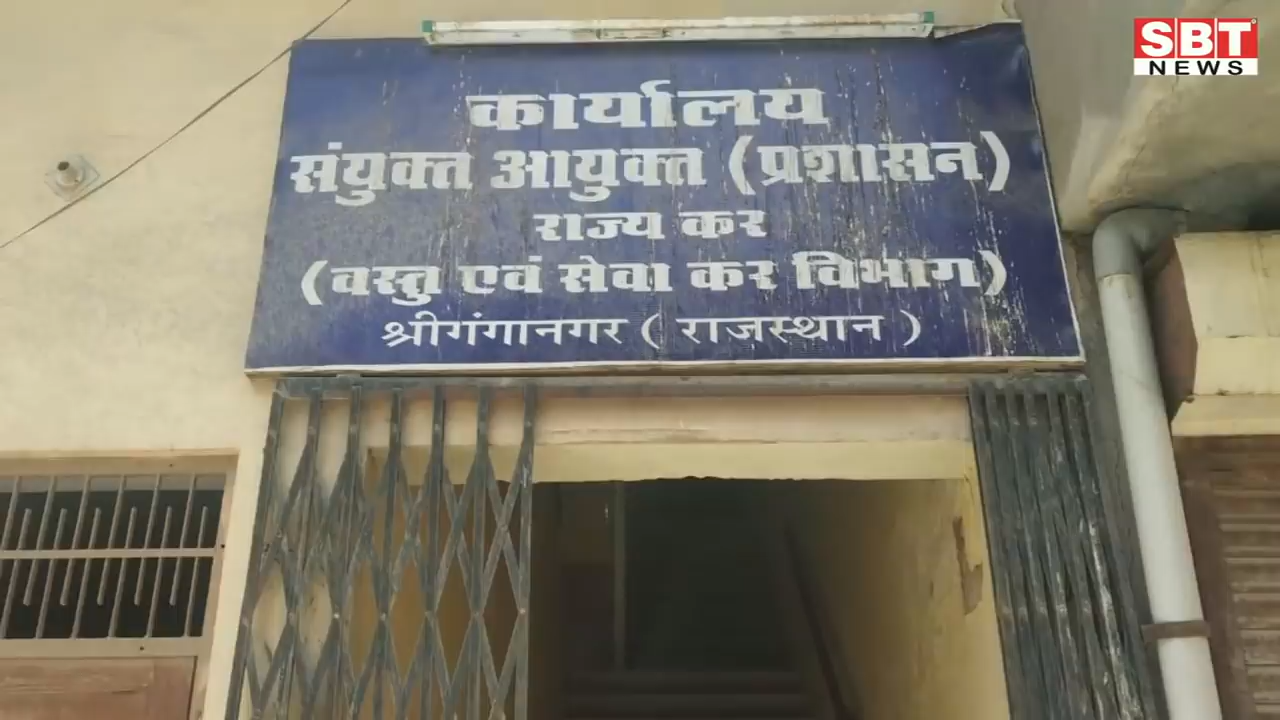 SBT
NEWS
कार्यालय
संयुक्त आयुक्त (प्रशासन)
राज्य कर
(वस्तु एवं सेवा कर विभाग)
श्रीगंगानगर ( राजस्थान )